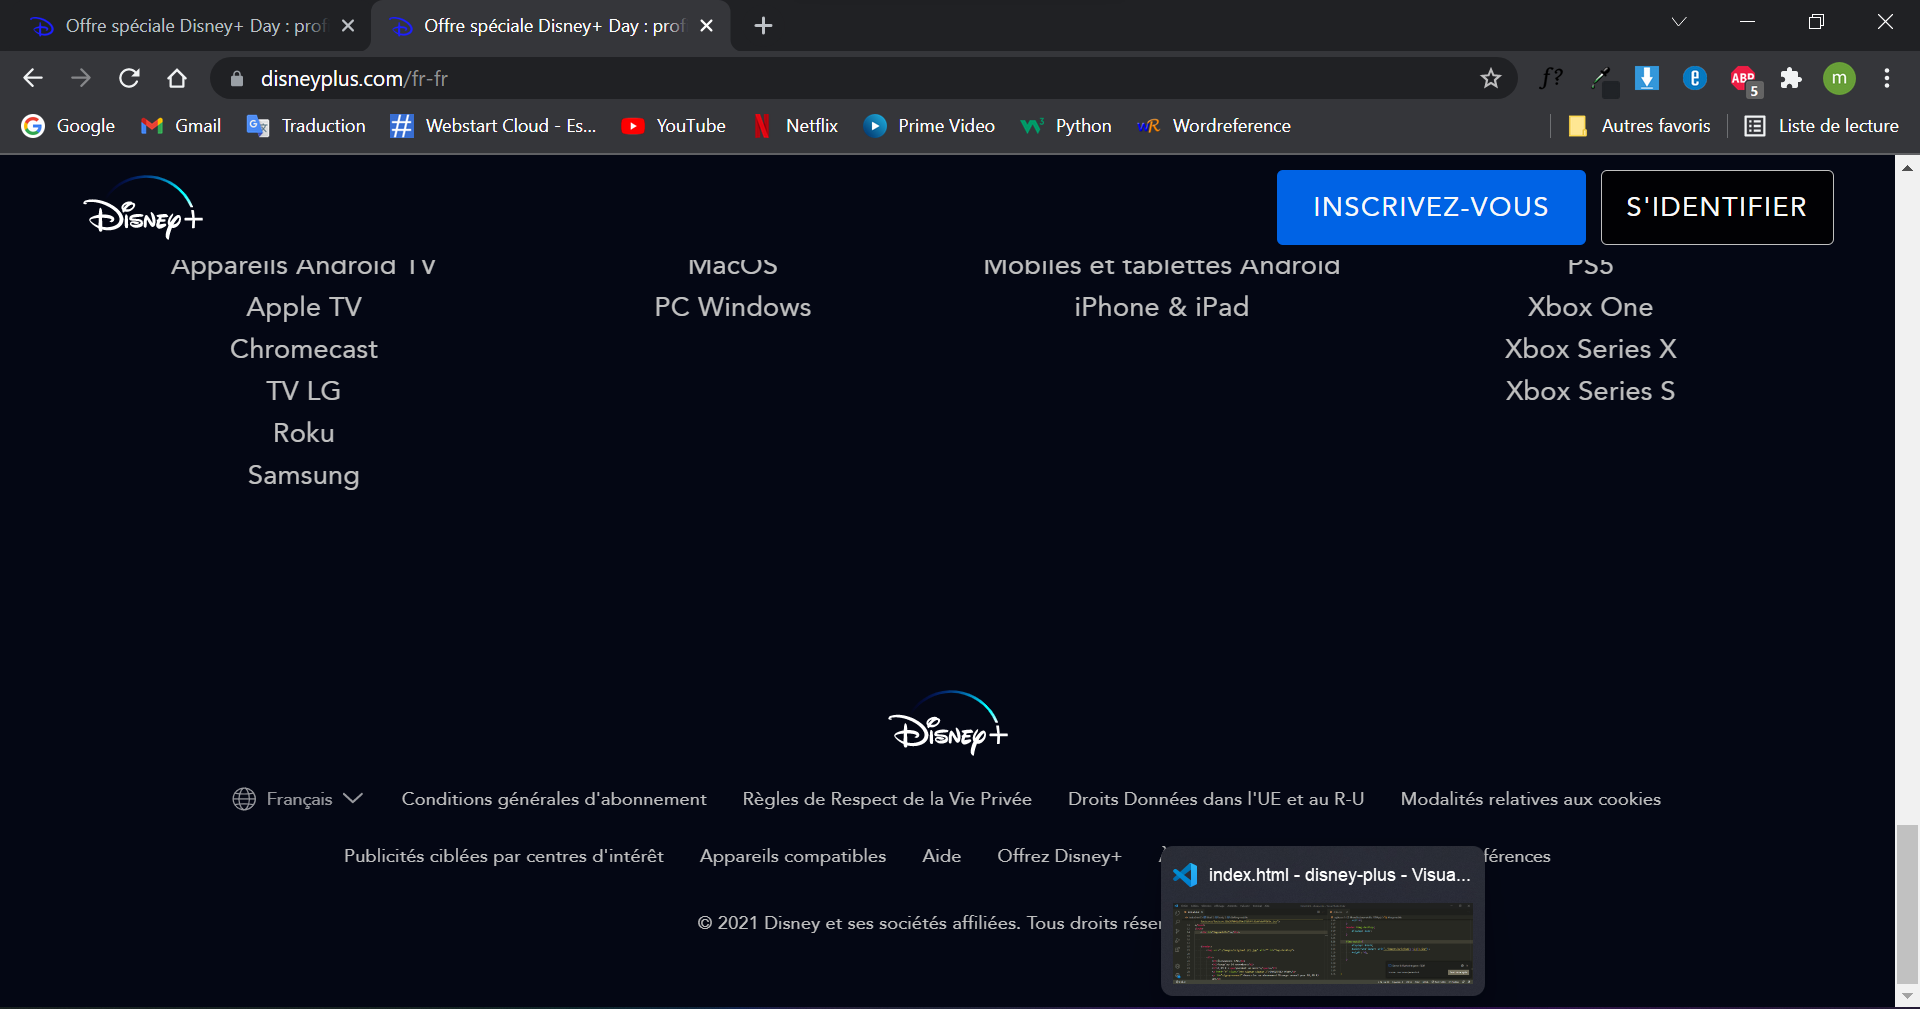 Offre spéciale Disney+ Day : prof
Offre spéciale Disney+ Day : prof
disneyplus.com/fr-fr
f?
e
ABP
5
m
Google
Gmail
Traduction
Webstart Cloud - Es...
YouTube
Netflix
Prime Video
Python
Wordreference
Autres favoris
Liste de lecture
Disney+
INSCRIVEZ-VOUS
S'IDENTIFIER
Appareils Android TV
MacOS
Mobiles et tablettes Android
PS5
Apple TV
PC Windows
iPhone & iPad
Xbox One
Chromecast
Xbox Series X
TV LG
Xbox Series S
Roku
Samsung
Disney+
Français
Conditions générales d'abonnement
Règles de Respect de la Vie Privée
Droits Données dans l'UE et au R-U
Modalités relatives aux cookies
Publicités ciblées par centres d'intérêt
Appareils compatibles
Aide
Offrez Disney+
férences
index.html - disney-plus - Visua...
© 2021 Disney et ses sociétés affiliées. Tous droits réser